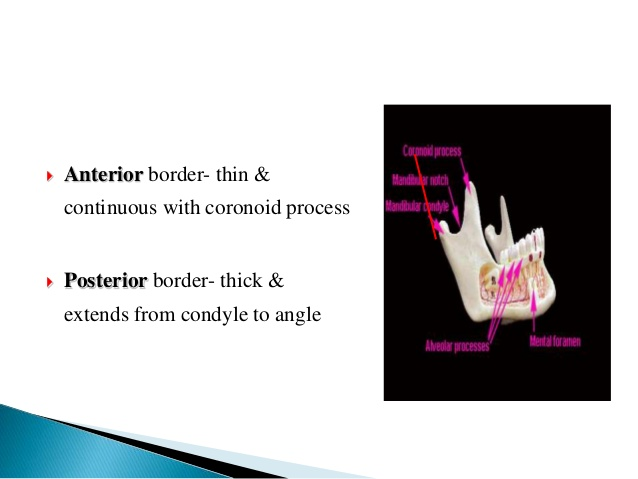 Anterior border- thin &
continuous with coronoid process
Posterior border- thick &
extends from condyle to angle
Coronoid process
Mandibular notch
Mandibular condyle
Alveolar processes
Mental foramen